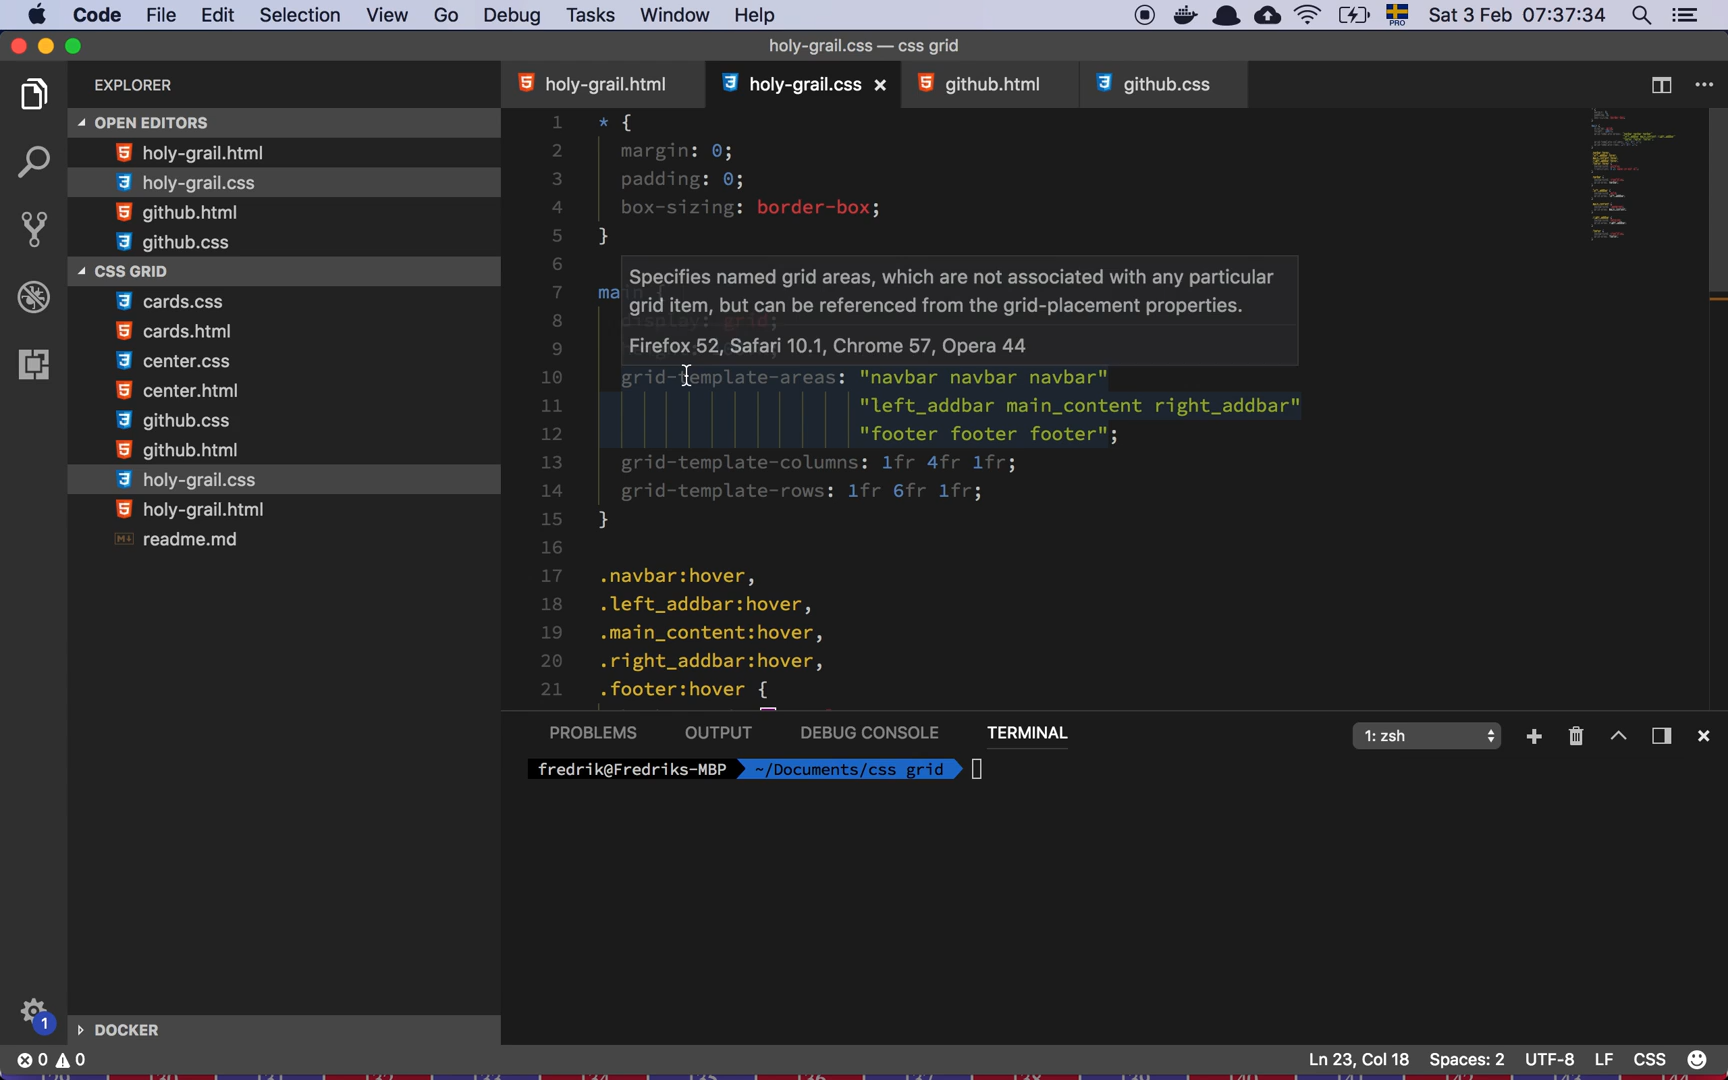 Code File Edit Selection View Go Debug Tasks Window Help PRO Sat 3 Feb 07:37:34
holy-grail.css — css grid
EXPLORER
OPEN EDITORS
holy-grail.html
holy-grail.css
github.html
github.css
CSS GRID
cards.css
cards.html
center.css
center.html
github.css
github.html
holy-grail.css
holy-grail.html
M↓ readme.md
1
DOCKER
holy-grail.html holy-grail.css github.html github.css
1 * {
2 margin: 0;
3 padding: 0;
4 box-sizing: border-box;
5 }
6
Specifies named grid areas, which are not associated with any particular
grid item, but can be referenced from the grid-placement properties.
Firefox 52, Safari 10.1, Chrome 57, Opera 44
7 main {
8 display: grid;
9
10 grid-template-areas: "navbar navbar navbar"
11 "left_addbar main_content right_addbar"
12 "footer footer footer";
13 grid-template-columns: 1fr 4fr 1fr;
14 grid-template-rows: 1fr 6fr 1fr;
15 }
16
17 .navbar:hover,
18 .left_addbar:hover,
19 .main_content:hover,
20 .right_addbar:hover,
21 .footer:hover {
PROBLEMS OUTPUT DEBUG CONSOLE TERMINAL 1: zsh
fredrik@Fredriks-MBP ~/Documents/css grid
0 0 Ln 23, Col 18 Spaces: 2 UTF-8 LF CSS